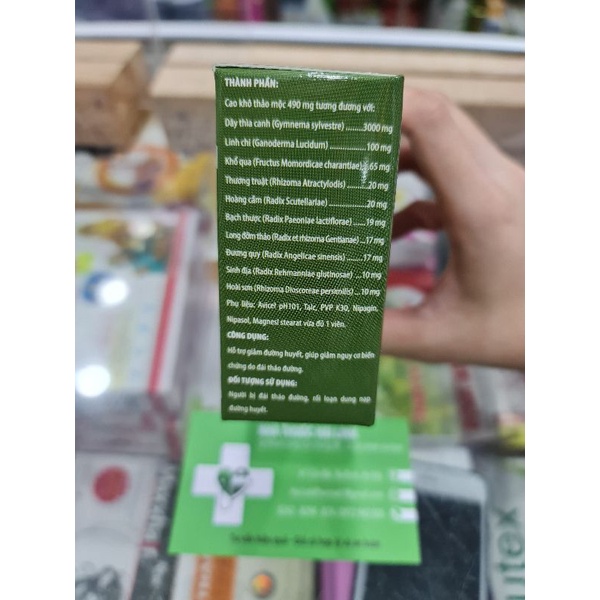 THÀNH PHẦN:
Cao khô thảo mộc 490 mg tương đương với:
Dây thìa canh (Gymnema sylvestre) ........3000 mg
Linh chi (Ganoderma Lucidum) ............100 mg
Khổ qua (Fructus Momordicae charantiae)..65 mg
Thương truật (Rhizoma Atractylodis) .......20 mg
Hoàng cầm (Radix Scutellariae) .............20 mg
Bạch thược (Radix Paeoniae lactiflorae) ....19 mg
Long đởm thảo (Radix et rhizoma Gentianae) ...17 mg
Đương quy (Radix Angelicae sinensis) .......17 mg
Sinh địa (Radix Rehmanniae glutinosae) ...10 mg
Hoài sơn (Rhizoma Dioscoreae persimilis) ...10 mg
Phụ liệu: Avicel pH101, Talc, PVP K30, Nipagin,
Nipasol, Magnesi stearat vừa đủ 1 viên.
CÔNG DỤNG:
Hỗ trợ giảm đường huyết, giúp giảm nguy cơ biến
chứng do đái tháo đường.
ĐỐI TƯỢNG SỬ DỤNG:
Người bị đái tháo đường, rối loạn dung nạp
đường huyết.
utex